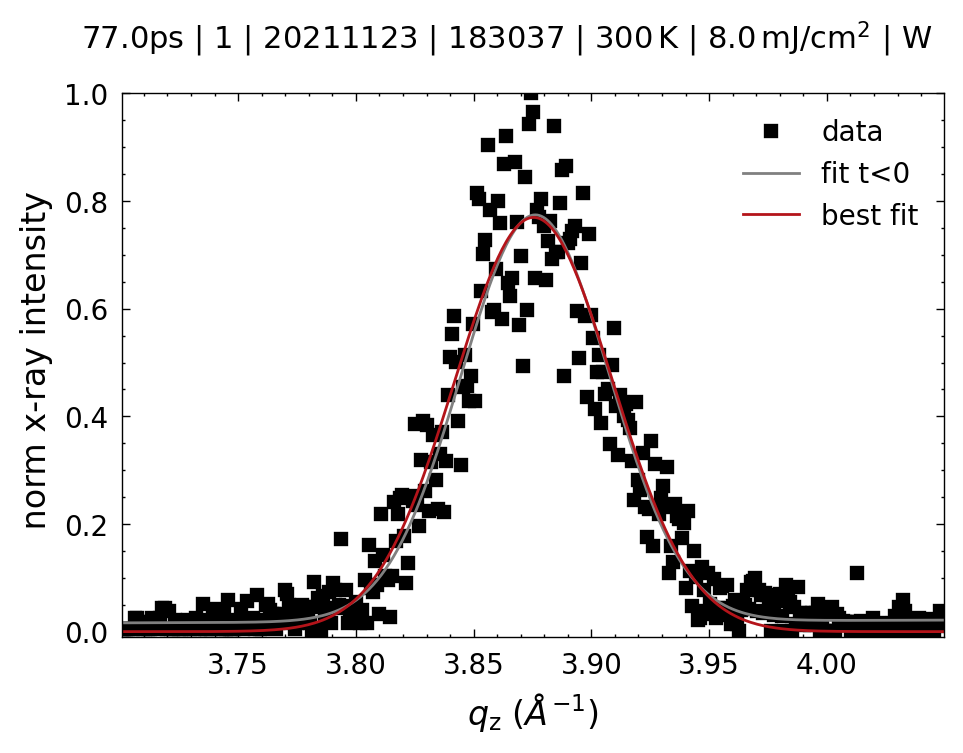 77.0ps | 1 | 20211123 | 183037 | 300 K | 8.0 mJ/cm² | W
1.0
0.8
0.6
0.4
0.2
0.0
norm x-ray intensity
data
fit t<0
best fit
3.75 3.80 3.85 3.90 3.95 4.00
q_z (Å⁻¹)